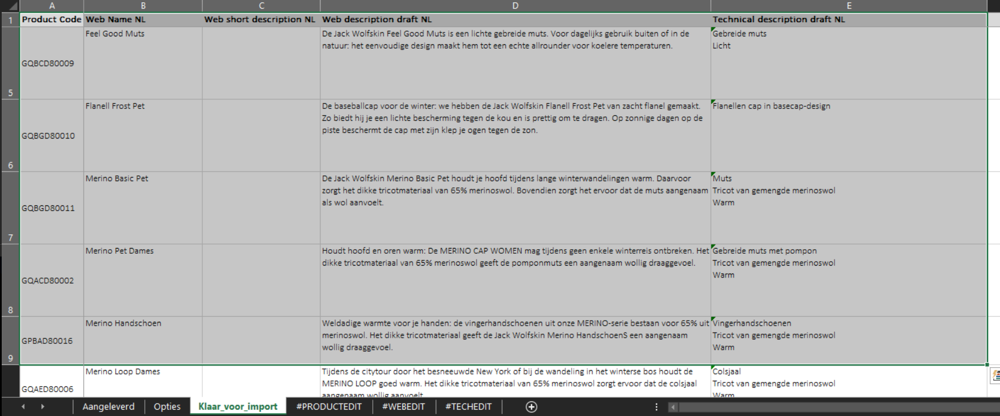 A B C D E
1 Product Code Web Name NL Web short description NL Web description draft NL Technical description draft NL
5 GQBCD80009
Feel Good Muts
De Jack Wolfskin Feel Good Muts is een lichte gebreide muts. Voor dagelijks gebruik buiten of in de
natuur: het eenvoudige design maakt hem tot een echte allrounder voor koelere temperaturen.
Gebreide muts
Licht
6 GQBGD80010
Flanell Frost Pet
De baseballcap voor de winter: we hebben de Jack Wolfskin Flanell Frost Pet van zacht flanel gemaakt.
Zo biedt hij je een lichte bescherming tegen de kou en is prettig om te dragen. Op zonnige dagen op de
piste beschermt de cap met zijn klep je ogen tegen de zon.
Flanellen cap in basecap-design
7 GQBGD80011
Merino Basic Pet
De Jack Wolfskin Merino Basic Pet houdt je hoofd tijdens lange winterwandelingen warm. Daarvoor
zorgt het dikke tricotmateriaal van 65% merinoswol. Bovendien zorgt het ervoor dat de muts aangenaam
als wol aanvoelt.
Muts
Tricot van gemengde merinoswol
Warm
8 GQACD80002
Merino Pet Dames
Houdt hoofd en oren warm: De MERINO CAP WOMEN mag tijdens geen enkele winterreis ontbreken. Het
dikke tricotmateriaal van 65% merinoswol geeft de pomponmuts een aangenaam wollig draaggevoel.
Gebreide muts met pompon
Tricot van gemengde merinoswol
Warm
9 GPBAD80016
Merino Handschoen
Weldadige warmte voor je handen: de vingerhandschoenen uit onze MERINO-serie bestaan voor 65% uit
merinoswol. Het dikke tricotmateriaal geeft de Jack Wolfskin Merino HandschoenS een aangenaam
wollig draaggevoel.
Vingerhandschoenen
Tricot van gemengde merinoswol
Warm
GQAED80006
Merino Loop Dames
Tijdens de citytour door het besneeuwde New York of bij de wandeling in het winterse bos houdt de
MERINO LOOP goed warm. Het dikke tricotmateriaal van 65% merinoswol zorgt ervoor dat de colsjaal
aangenaam wollig aanvoelt.
Colsjaal
Tricot van gemengde merinoswol
Warm
Aangeleverd Opties Klaar_voor_import #PRODUCTEDIT #WEBEDIT #TECHEDIT